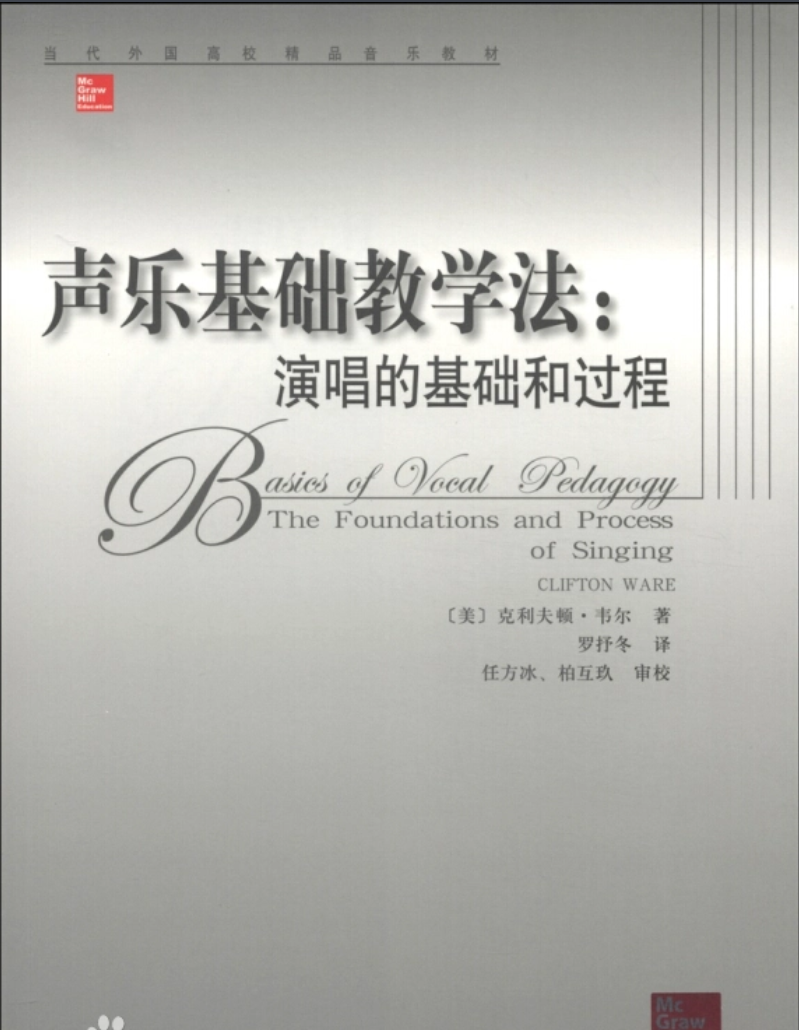 当代外国高校精品音乐教材
Mc
Graw
Hill
Education
声乐基础教学法：
演唱的基础和过程
Basics of Vocal Pedagogy
The Foundations and Process
of Singing
CLIFTON WARE
〔美〕克利夫顿·韦尔 著
罗抒冬 译
任方冰、柏互玖 审校
Mc
Graw